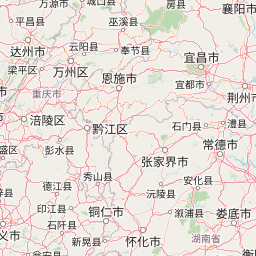 万源市
城口县
房县
襄阳市
平昌县
巫溪县
达州市
云阳县
奉节县
宜昌市
梁平区
万州区
恩施市
宜都市
荆州市
重庆市
涪陵区
黔江区
石门县
澧县
彭水县
常德市
张家界市
德江县
秀山县
沅陵县
安化县
印江县
铜仁市
溆浦县
娄底市
石阡县
新晃县
怀化市
湖南省